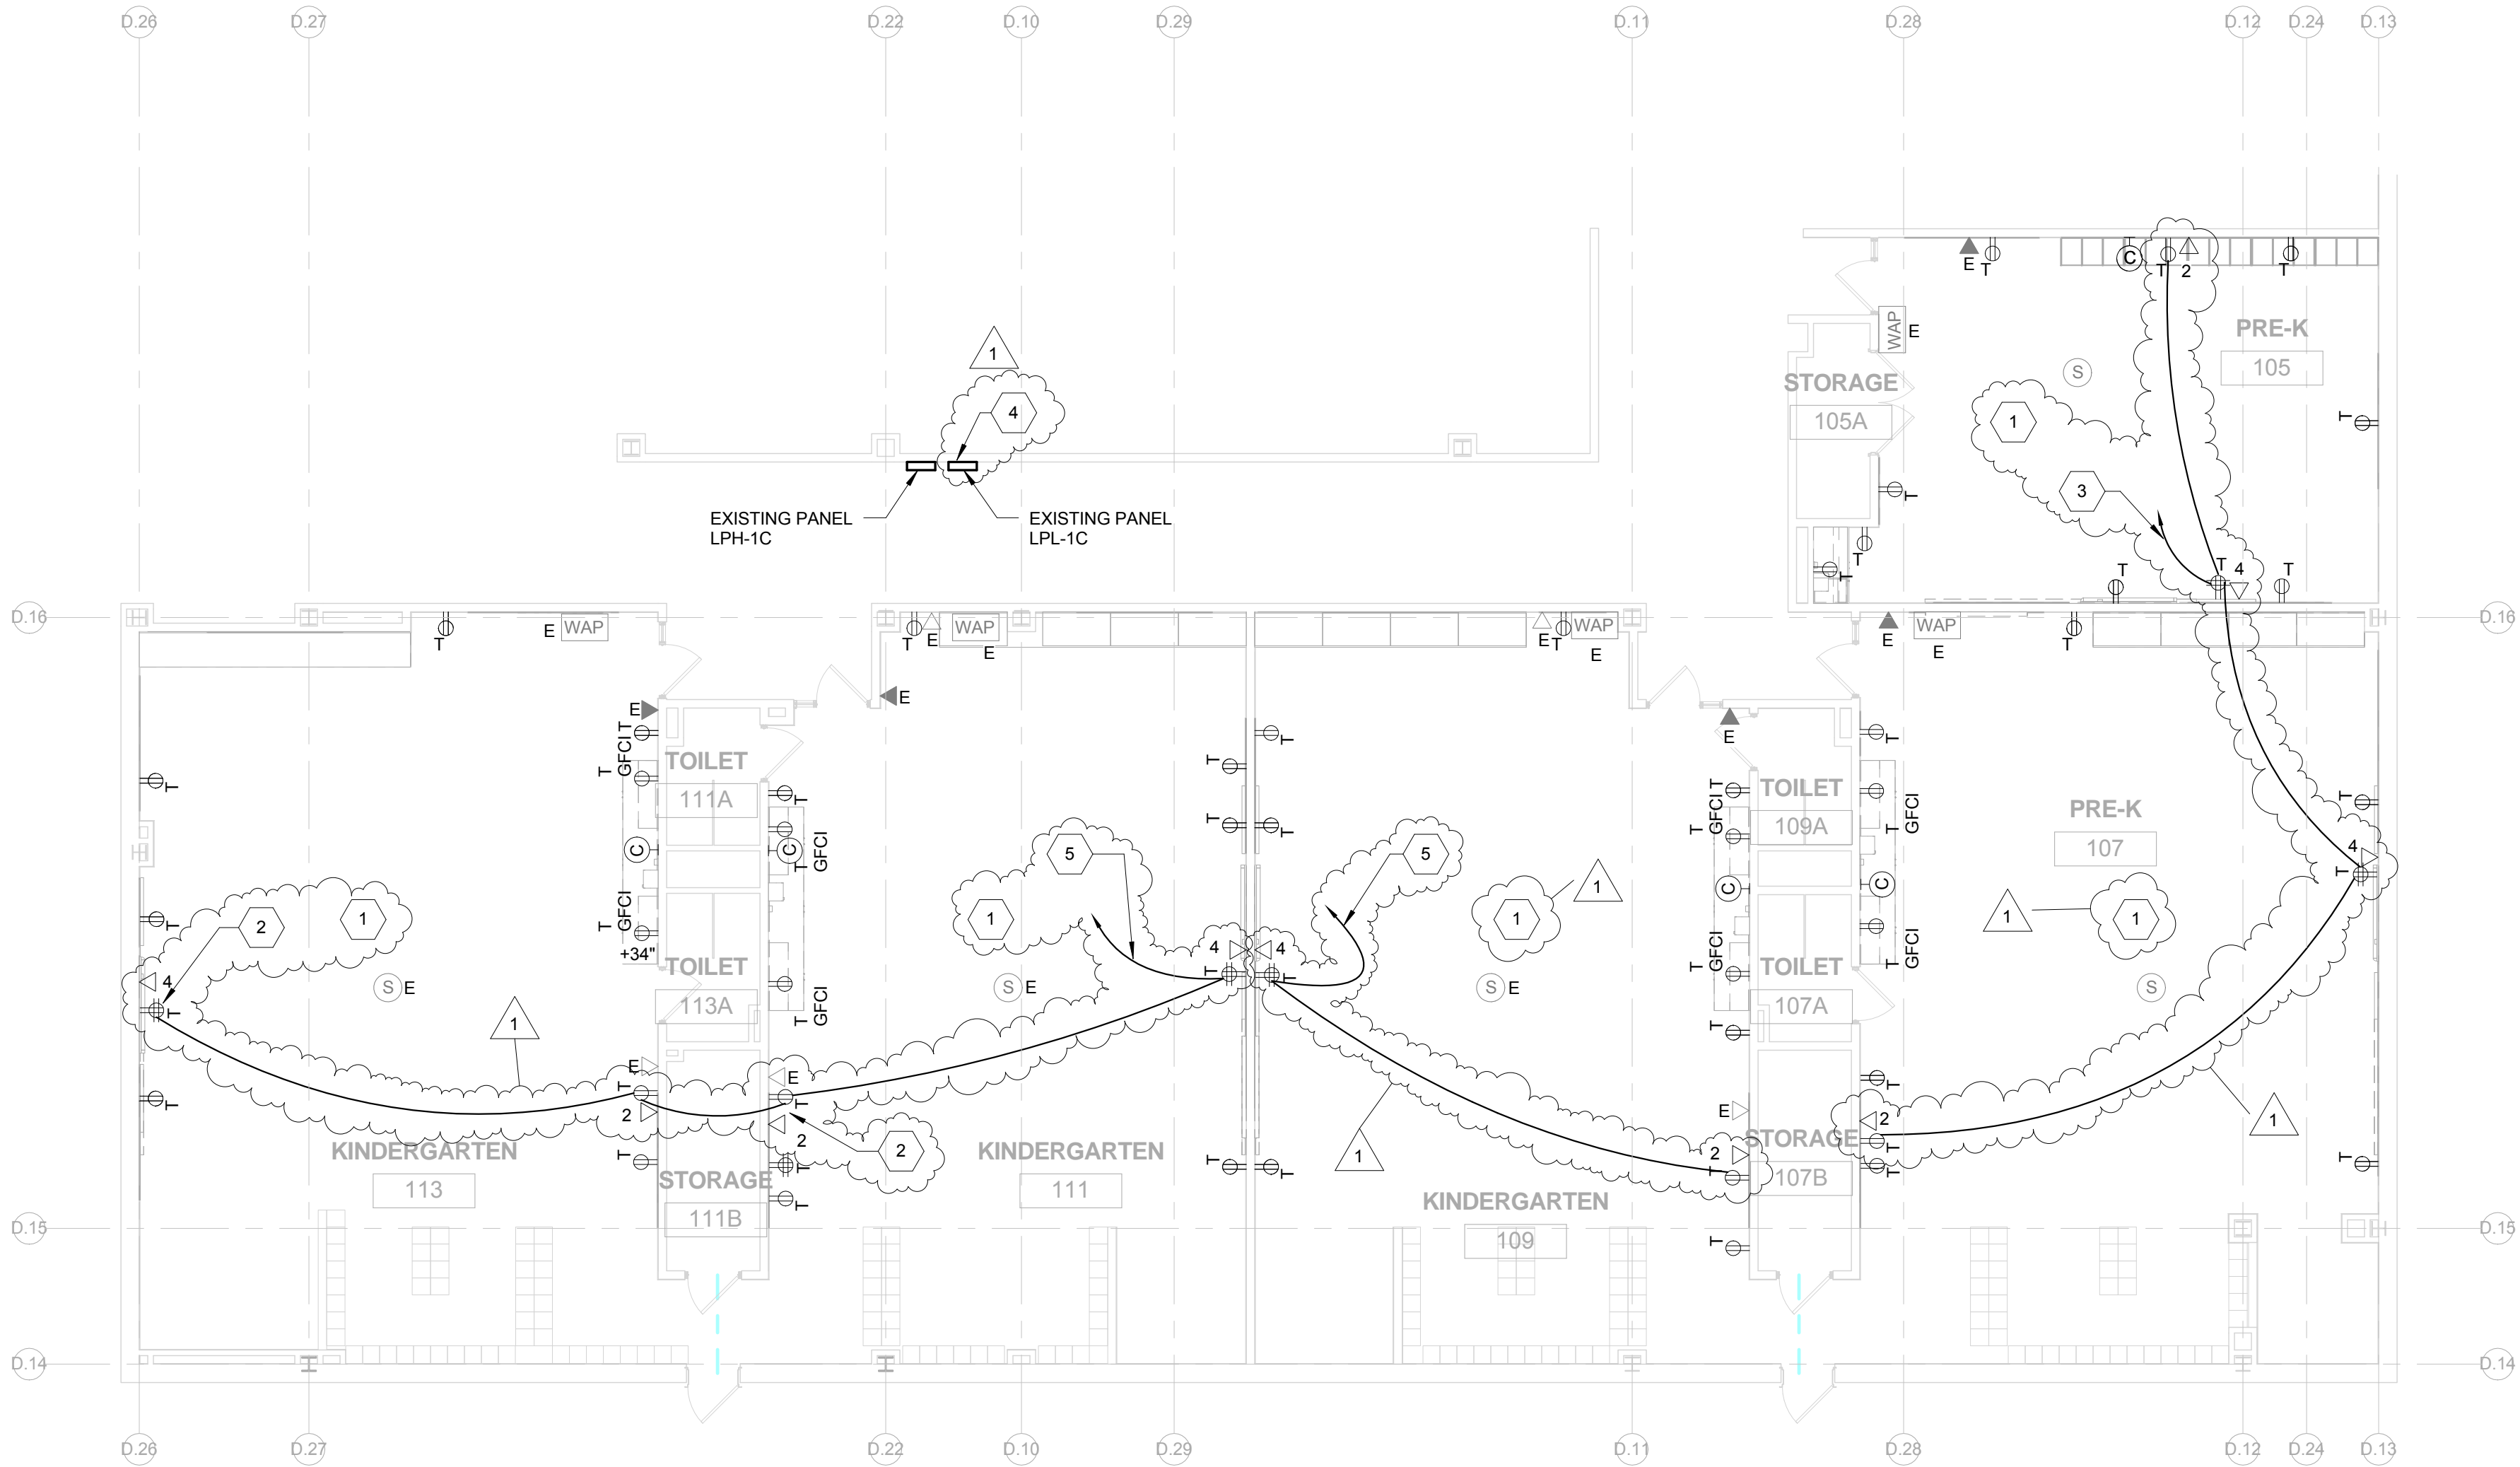 D.26 D.27 D.22 D.10 D.29 D.11 D.28 D.12 D.24 D.13
E T C T 2 T
WAP E
PRE-K
105
1
S
STORAGE
105A
4
1
T
3
T
EXISTING PANEL
LPH-1C
EXISTING PANEL
LPL-1C
T
T
T 4 T T
D.16 D.16
T E WAP T E WAP E E T WAP E E WAP E T
E E E
T GFCI T TOILET T
111A
T GFCI
C C
T GFCI
+34"
TOILET
113A
T GFCI
T T T T
T GFCI T TOILET
109A
T GFCI
C C
T GFCI
TOILET
107A
T GFCI
T
PRE-K
107
T
4
T
T T
2 1
4
T
S E
1
5
1
4 4
T T
S E
5
1
1
S E
1
1
S
T
1
E E
T T
2 2
2
T T
T
KINDERGARTEN
113
STORAGE
111B
KINDERGARTEN
111
T T
1
E
2
T
T
STORAGE
107B
T
2
T
T
1
T
KINDERGARTEN
109
D.15 D.15
D.14 D.14
D.26 D.27 D.22 D.10 D.29 D.11 D.28 D.12 D.24 D.13